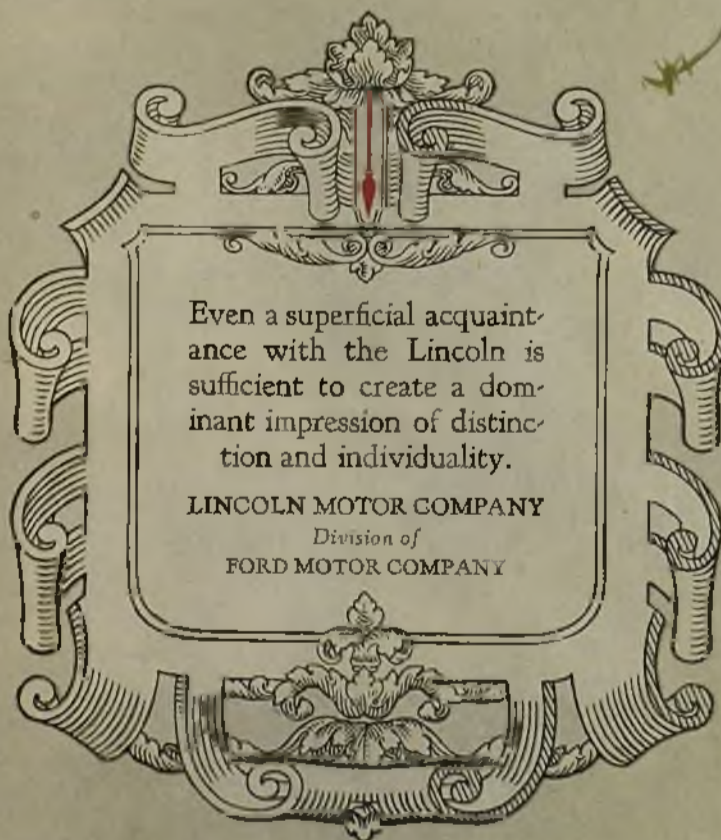 Even a superficial acquaint-
ance with the Lincoln is
sufficient to create a dom-
inant impression of distinc-
tion and individuality.
LINCOLN MOTOR COMPANY
Division of
FORD MOTOR COMPANY